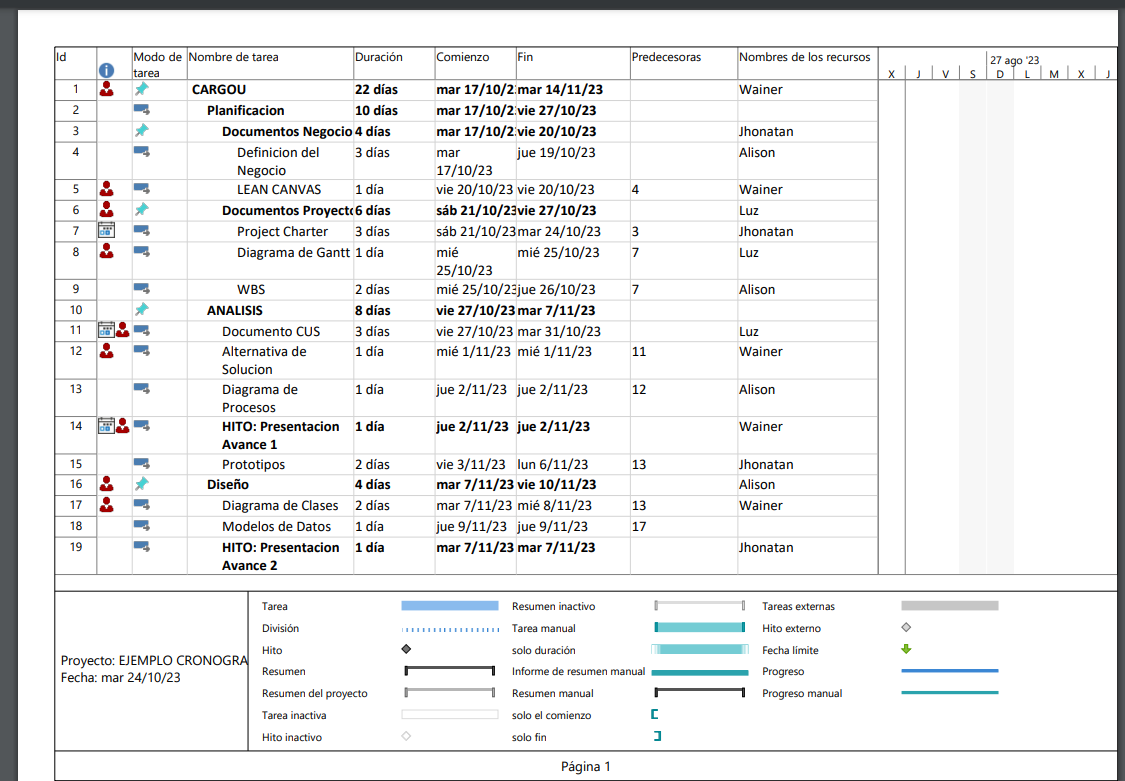 Id Modo de tarea Nombre de tarea Duración Comienzo Fin Predecesoras Nombres de los recursos 27 ago '23
X J V S D L M X J
1 CARGOU 22 días mar 17/10/2 mar 14/11/23 Wainer
2 Planificacion 10 días mar 17/10/2 vie 27/10/23
3 Documentos Negocio 4 días mar 17/10/2 vie 20/10/23 Jhonatan
4 Definicion del Negocio 3 días mar 17/10/23 jue 19/10/23 Alison
5 LEAN CANVAS 1 día vie 20/10/23 vie 20/10/23 4 Wainer
6 Documentos Proyecto 6 días sáb 21/10/23 vie 27/10/23 Luz
7 Project Charter 3 días sáb 21/10/23 mar 24/10/23 3 Jhonatan
8 Diagrama de Gantt 1 día mié 25/10/23 mié 25/10/23 7 Luz
9 WBS 2 días mié 25/10/23 jue 26/10/23 7 Alison
10 ANALISIS 8 días vie 27/10/23 mar 7/11/23
11 Documento CUS 3 días vie 27/10/23 mar 31/10/23 Luz
12 Alternativa de Solucion 1 día mié 1/11/23 mié 1/11/23 11 Wainer
13 Diagrama de Procesos 1 día jue 2/11/23 jue 2/11/23 12 Alison
14 HITO: Presentacion Avance 1 1 día jue 2/11/23 jue 2/11/23 Wainer
15 Prototipos 2 días vie 3/11/23 lun 6/11/23 13 Jhonatan
16 Diseño 4 días mar 7/11/23 vie 10/11/23 Alison
17 Diagrama de Clases 2 días mar 7/11/23 mié 8/11/23 13 Wainer
18 Modelos de Datos 1 día jue 9/11/23 jue 9/11/23 17
19 HITO: Presentacion Avance 2 1 día mar 7/11/23 mar 7/11/23 Jhonatan
Proyecto: EJEMPLO CRONOGRA
Fecha: mar 24/10/23
Tarea
División
Hito
Resumen
Resumen del proyecto
Tarea inactiva
Hito inactivo
Resumen inactivo
Tarea manual
solo duración
Informe de resumen manual
Resumen manual
solo el comienzo
solo fin
Tareas externas
Hito externo
Fecha límite
Progreso
Progreso manual
Página 1